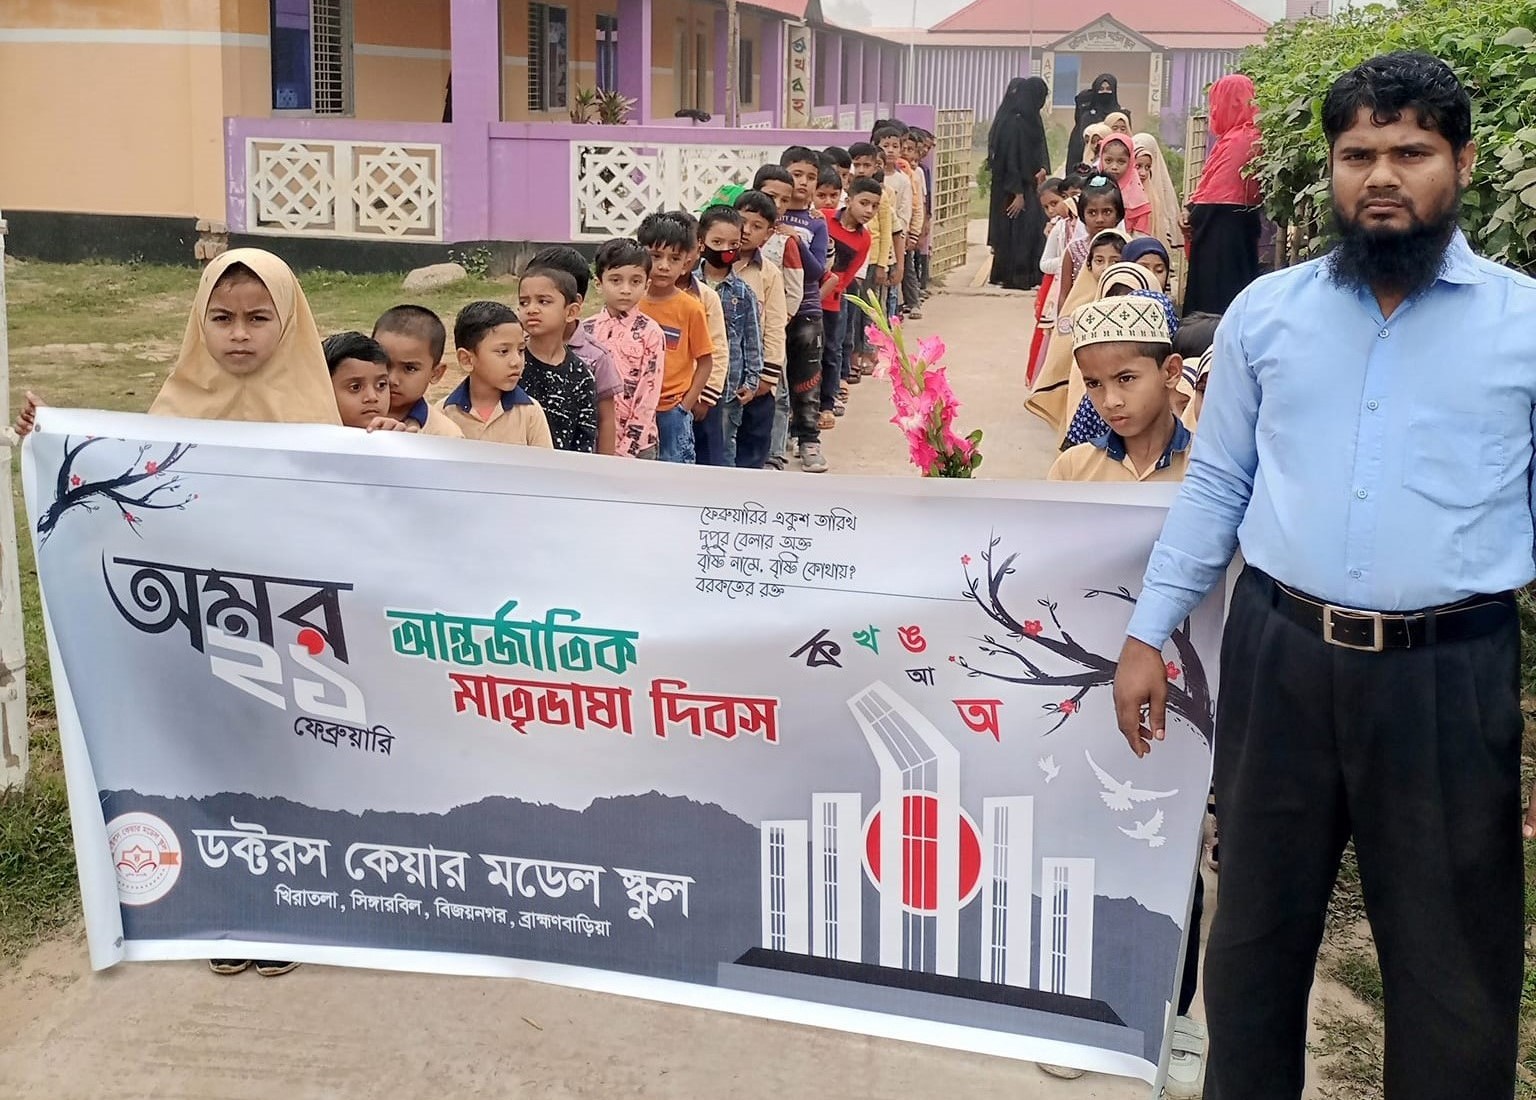 অ
খ
ব
হ
ফেব্রুয়ারির একুশ তারিখ
দুপুর বেলার অক্ত
বৃষ্টি নামে, বৃষ্টি কোথায়?
বরকতের রক্ত
অমর
২১
ফেব্রুয়ারি
আন্তর্জাতিক
মাতৃভাষা দিবস
ক খ ঙ
আ
অ
ডক্টরস কেয়ার মডেল স্কুল
খিরাতলা, সিঙ্গারবিল, বিজয়নগর, ব্রাহ্মণবাড়িয়া